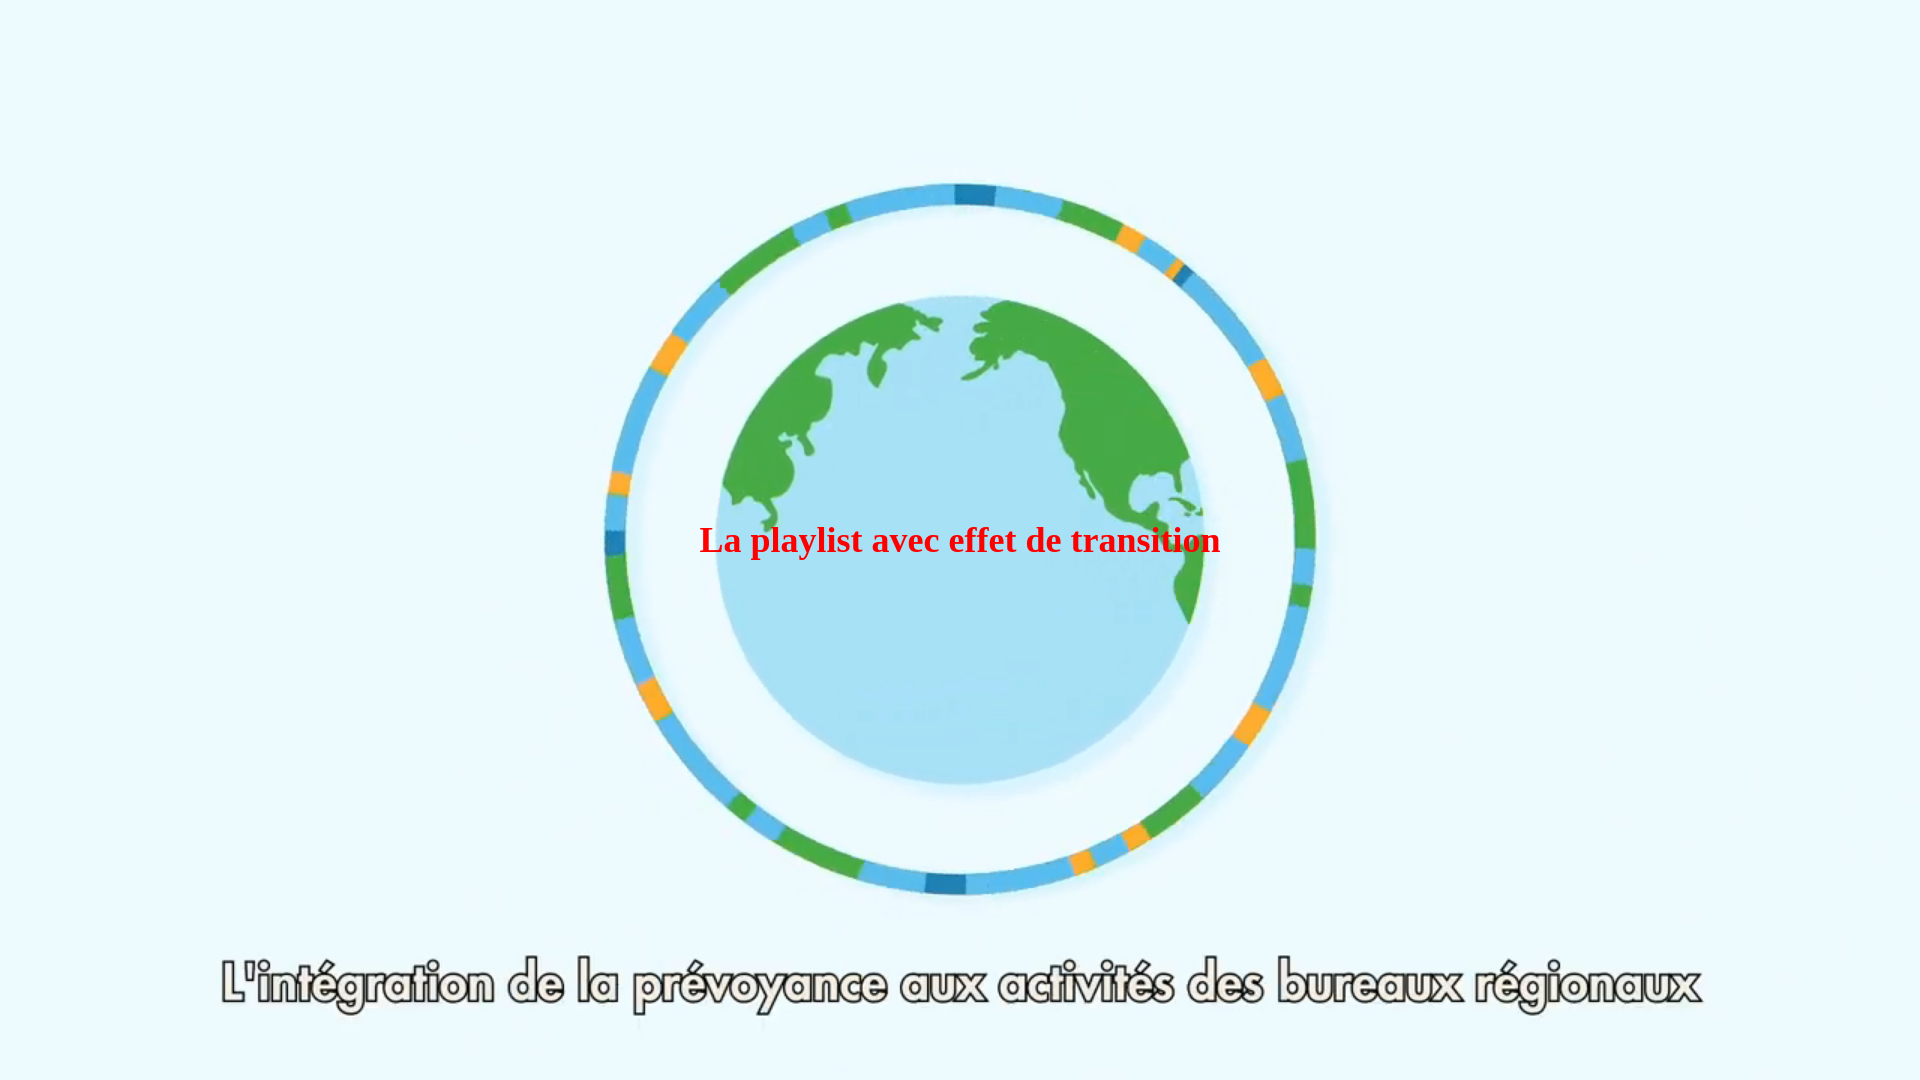 La playlist avec effet de transition
L'intégration de la prévoyance aux activités des bureaux régionaux